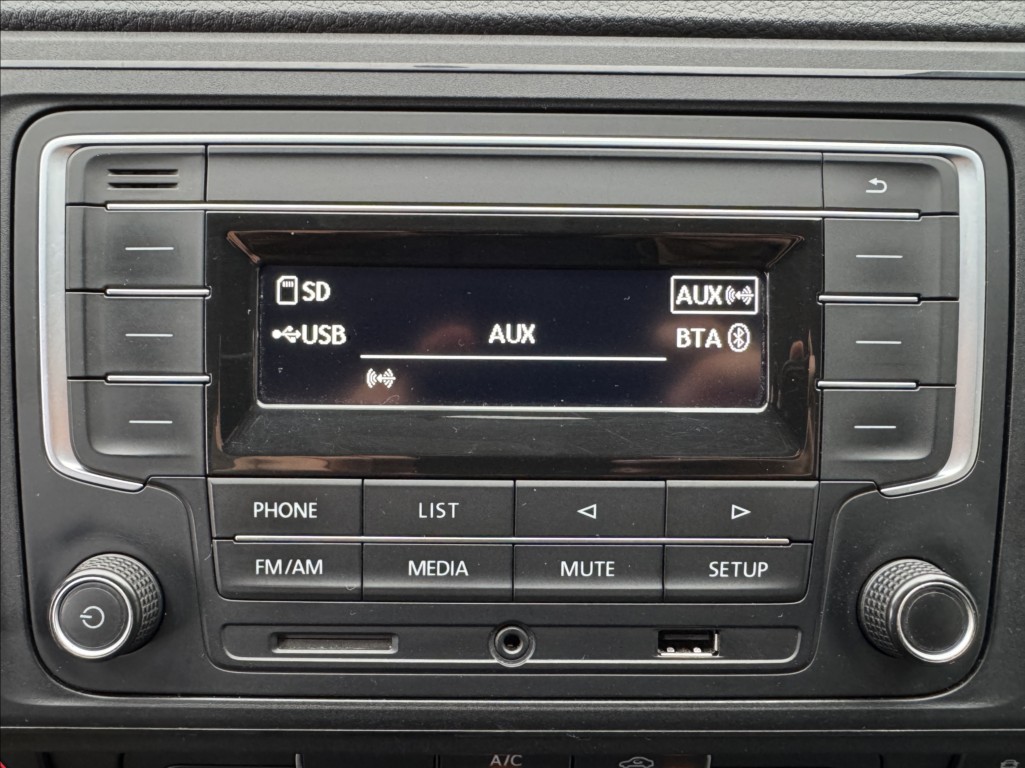 SD
AUX
USB
AUX
BTA
PHONE
LIST
FM/AM
MEDIA
MUTE
SETUP
A/C